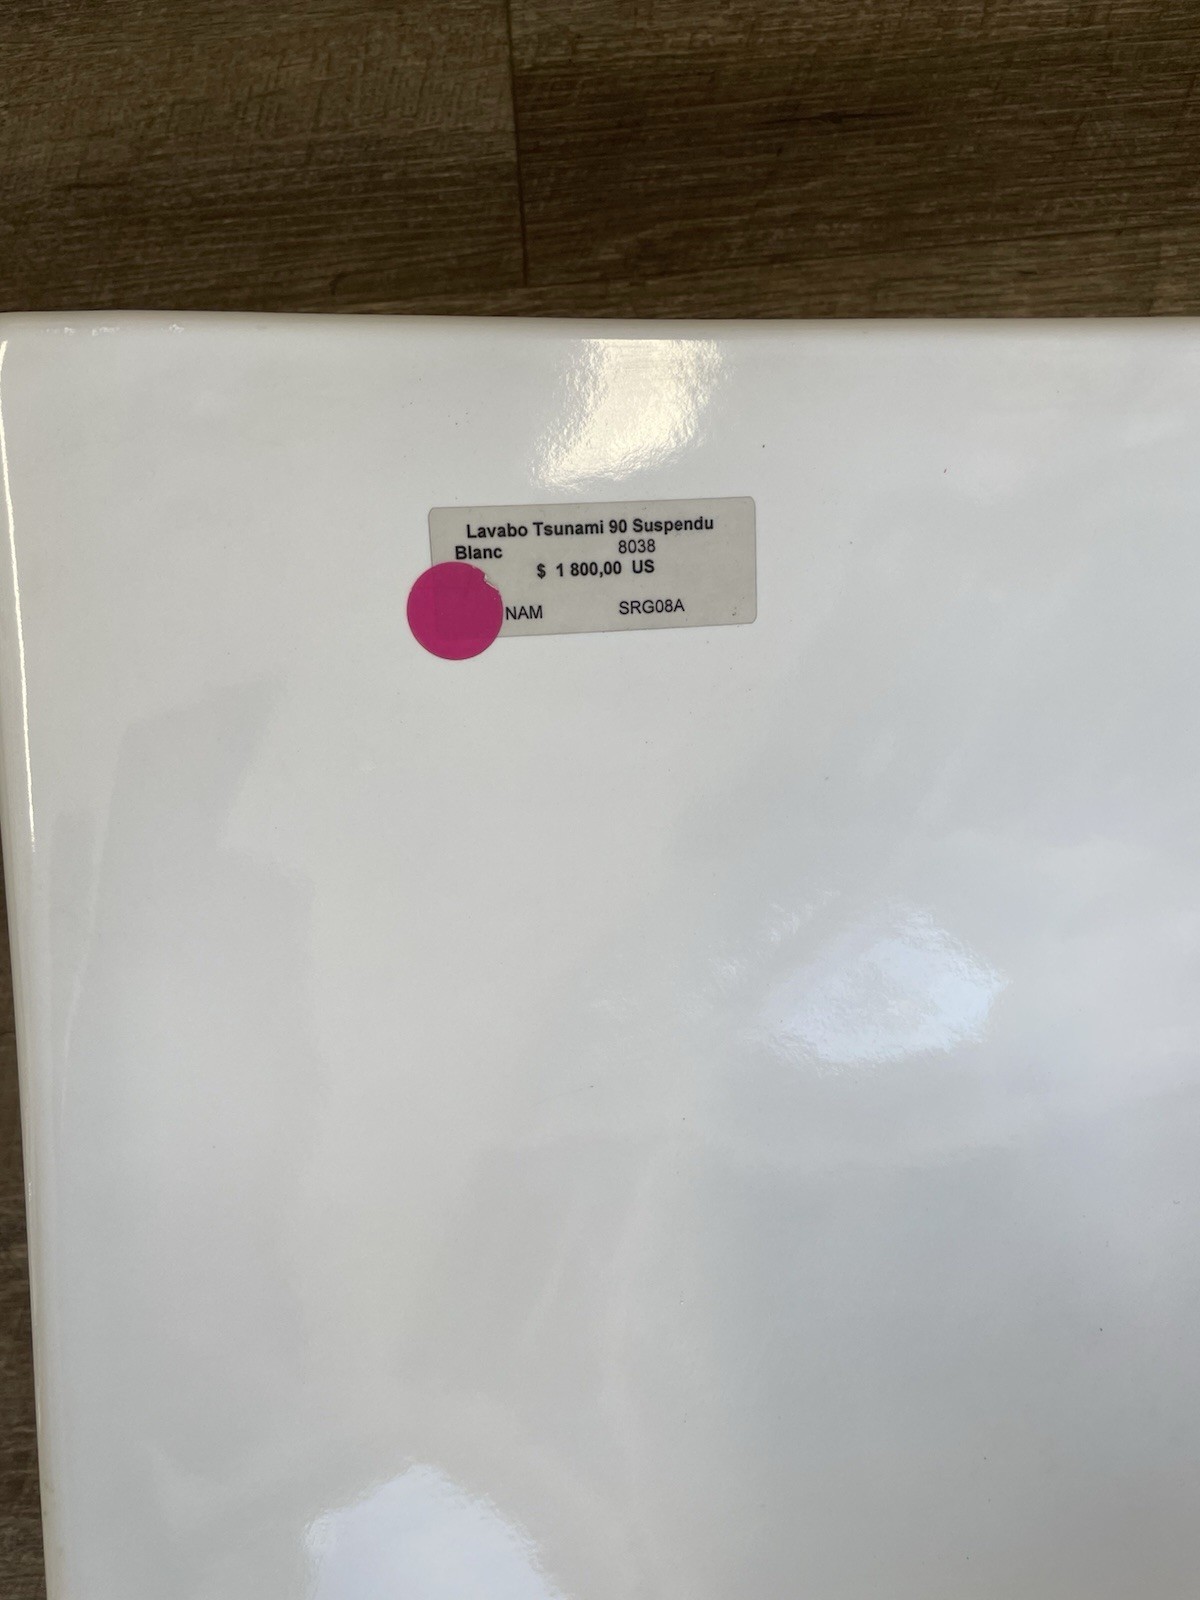 Lavabo Tsunami 90 Suspendu
Blanc 8038
$ 1 800,00 US
NAM SRG08A